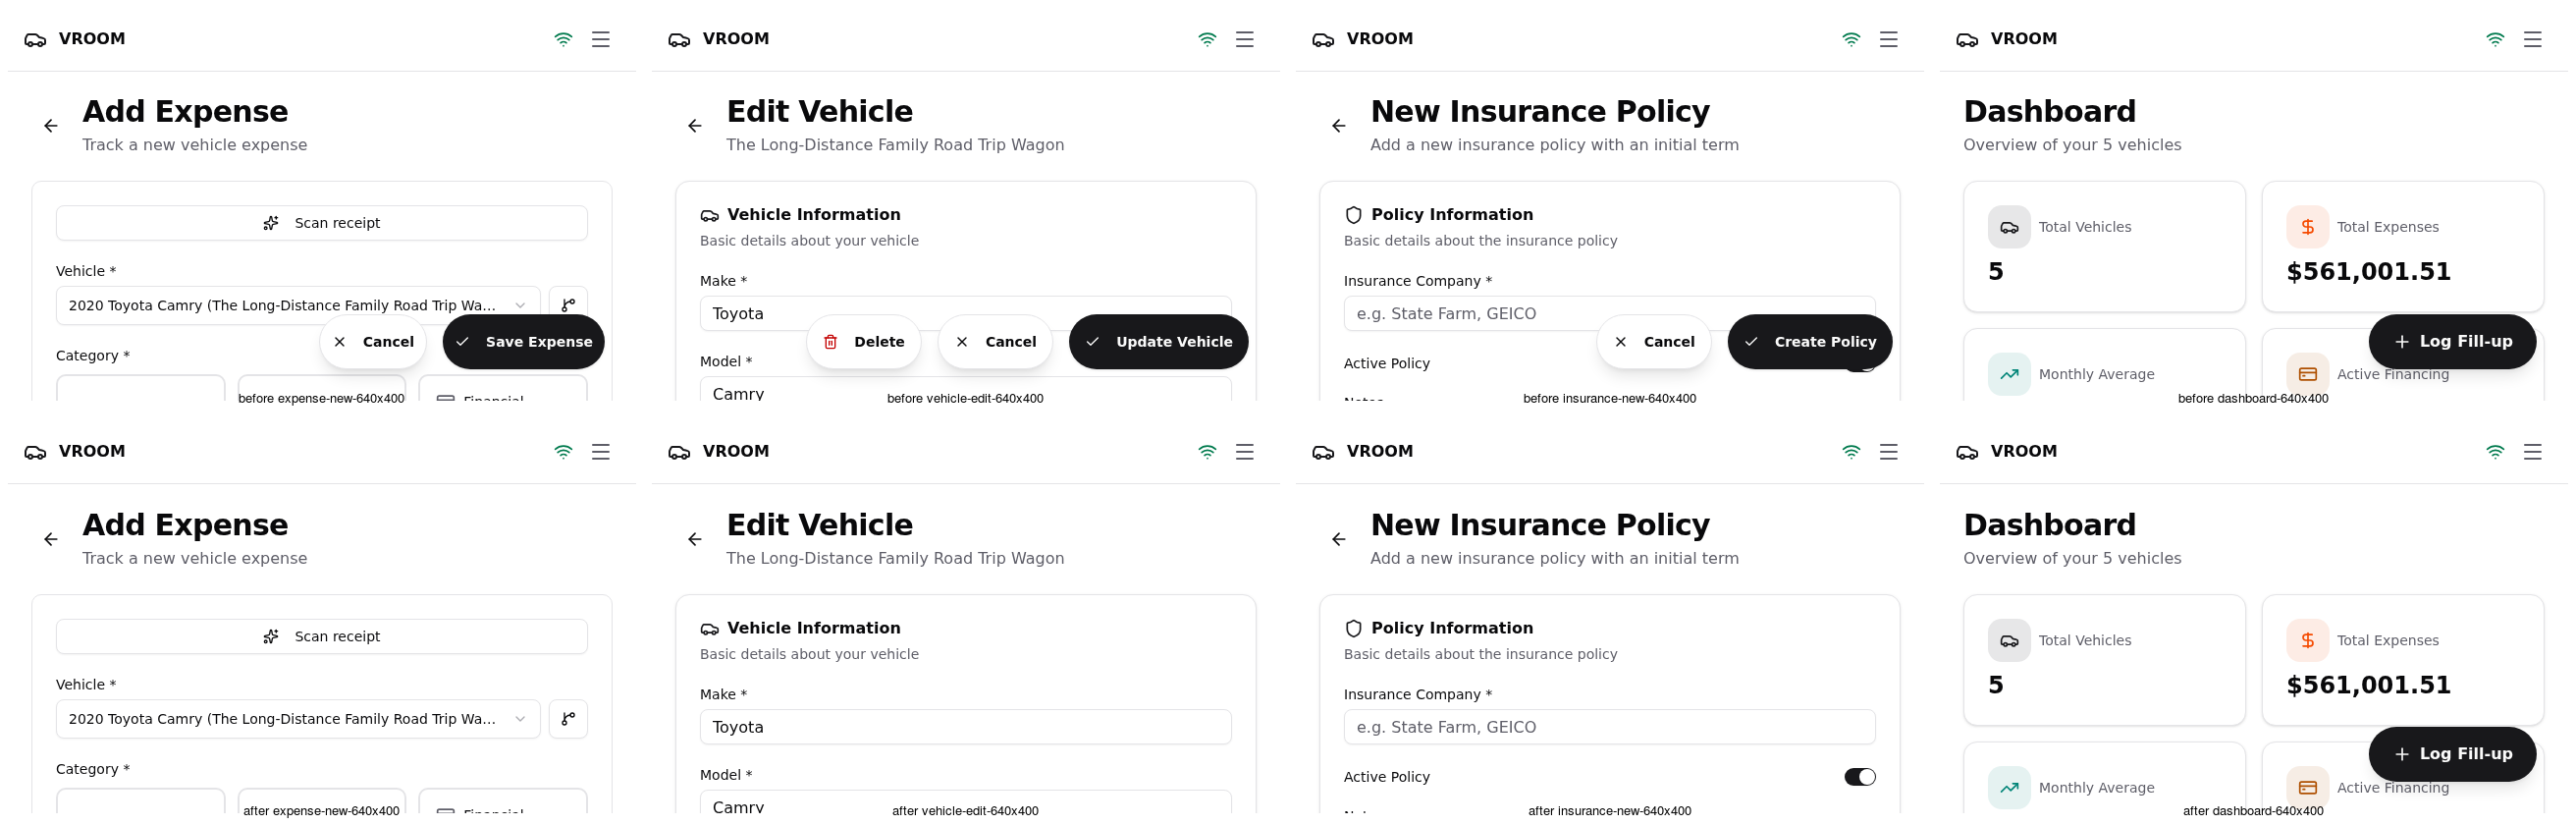 VROOM
Add Expense
Track a new vehicle expense
Scan receipt
Vehicle *
2020 Toyota Camry (The Long-Distance Family Road Trip Wa...
Cancel
Save Expense
Category *
Financial
before expense-new-640x400
VROOM
Edit Vehicle
The Long-Distance Family Road Trip Wagon
Vehicle Information
Basic details about your vehicle
Make *
Toyota
Delete
Cancel
Update Vehicle
Model *
Camry
before vehicle-edit-640x400
VROOM
New Insurance Policy
Add a new insurance policy with an initial term
Policy Information
Basic details about the insurance policy
Insurance Company *
e.g. State Farm, GEICO
Cancel
Create Policy
Active Policy
before insurance-new-640x400
VROOM
Dashboard
Overview of your 5 vehicles
Total Vehicles
5
Total Expenses
$561,001.51
Log Fill-up
Monthly Average
Active Financing
before dashboard-640x400
VROOM
Add Expense
Track a new vehicle expense
Scan receipt
Vehicle *
2020 Toyota Camry (The Long-Distance Family Road Trip Wa...
Category *
Financial
after expense-new-640x400
VROOM
Edit Vehicle
The Long-Distance Family Road Trip Wagon
Vehicle Information
Basic details about your vehicle
Make *
Toyota
Model *
Camry
after vehicle-edit-640x400
VROOM
New Insurance Policy
Add a new insurance policy with an initial term
Policy Information
Basic details about the insurance policy
Insurance Company *
e.g. State Farm, GEICO
Active Policy
after insurance-new-640x400
VROOM
Dashboard
Overview of your 5 vehicles
Total Vehicles
5
Total Expenses
$561,001.51
Log Fill-up
Monthly Average
Active Financing
after dashboard-640x400